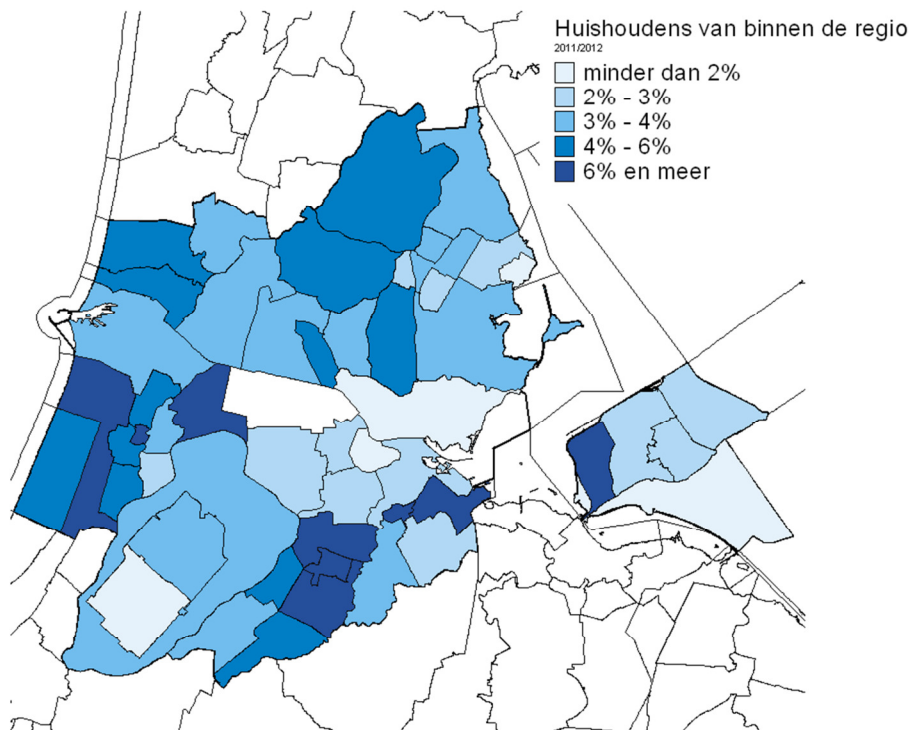 Huishoudens van binnen de regio
2011/2012
minder dan 2%
2% - 3%
3% - 4%
4% - 6%
6% en meer